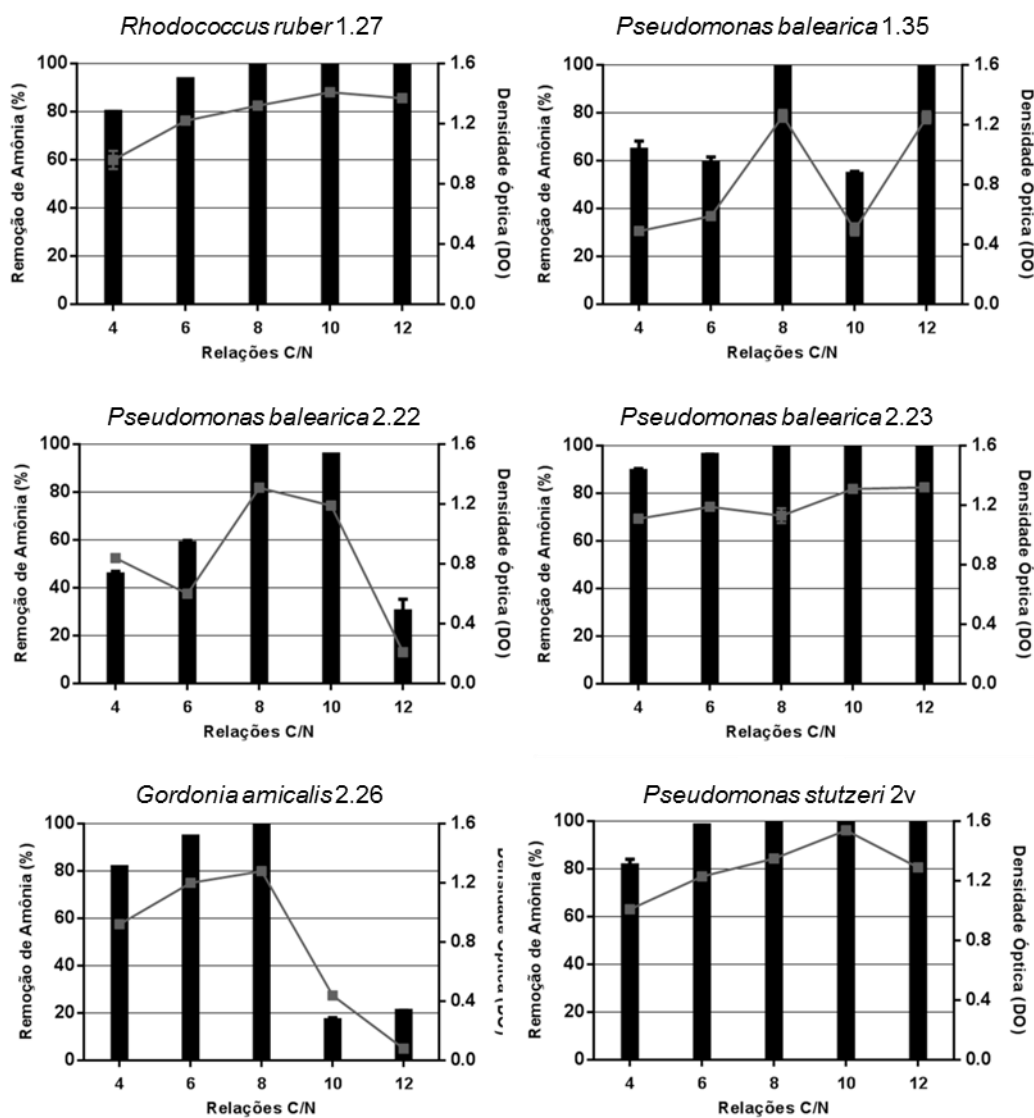 Rhodococcus ruber 1.27
Pseudomonas balearica 1.35
Remoção de Amônia (%)
100
80
60
40
20
0
1.6
1.2
0.8
0.4
0.0
Densidade Óptica (DO)
4 6 8 10 12
Relações C/N
Remoção de Amônia (%)
100
80
60
40
20
0
1.6
1.2
0.8
0.4
0.0
Densidade Óptica (DO)
4 6 8 10 12
Relações C/N
Pseudomonas balearica 2.22
Pseudomonas balearica 2.23
Remoção de Amônia (%)
100
80
60
40
20
0
1.6
1.2
0.8
0.4
0.0
Densidade Óptica (DO)
4 6 8 10 12
Relações C/N
Remoção de Amônia (%)
100
80
60
40
20
0
1.6
1.2
0.8
0.4
0.0
Densidade Óptica (DO)
4 6 8 10 12
Relações C/N
Gordonia amicalis 2.26
Pseudomonas stutzeri 2v
Remoção de Amônia (%)
100
80
60
40
20
0
1.6
1.2
0.8
0.4
0.0
4 6 8 10 12
Relações C/N
Remoção de Amônia (%)
100
80
60
40
20
0
1.6
1.2
0.8
0.4
0.0
Densidade Óptica (DO)
4 6 8 10 12
Relações C/N